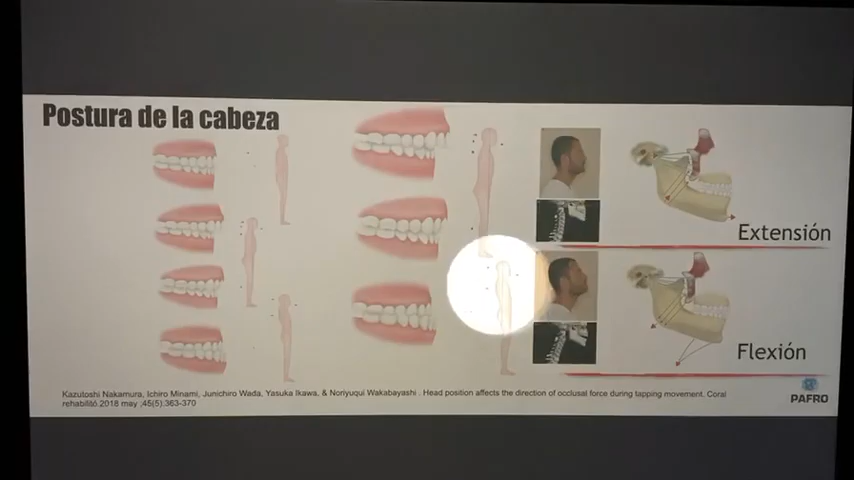 Postura de la cabeza
Extensión
Flexión
Kazutoshi Nakamura, Ichiro Minami, Junichiro Wada, Yasuka Ikawa, & Noriyuqui Wakabayashi . Head position affects the direction of occlusal force during tapping movement. Coral
rehabilitó.2018 may ;45(5):363-370
PAFRO